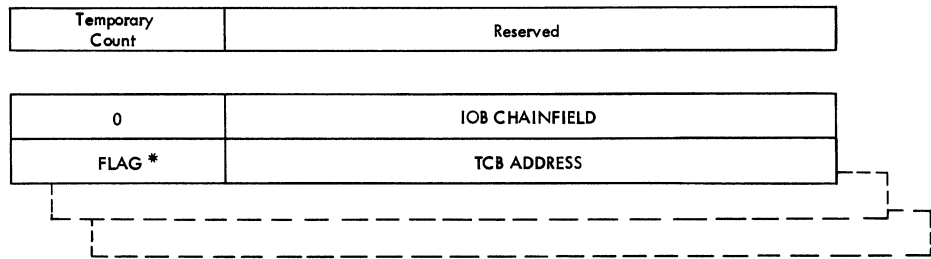 Temporary
Count
Reserved
0
IOB CHAINFIELD
FLAG *
TCB ADDRESS